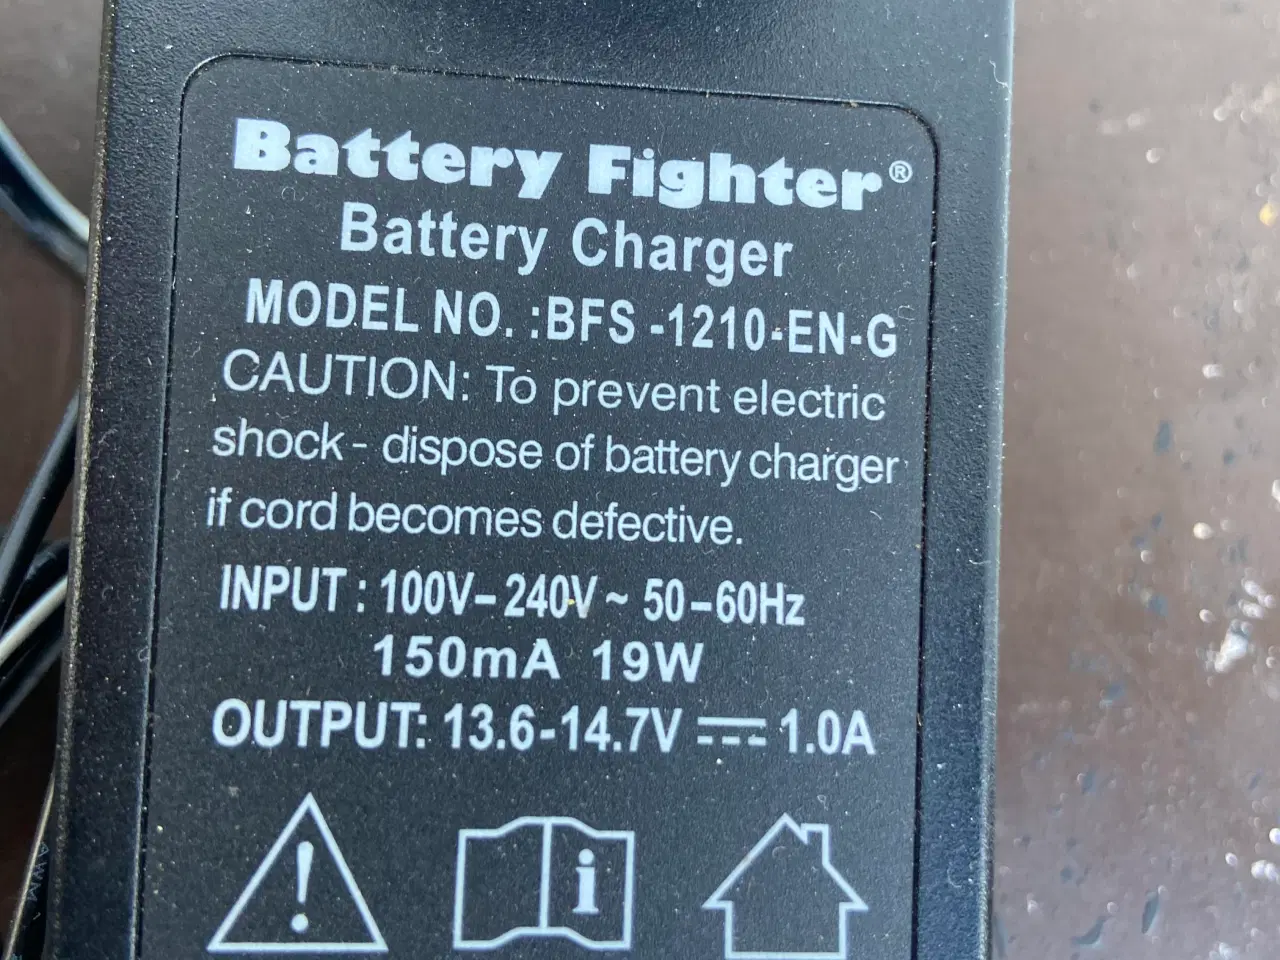 Battery Fighter®
Battery Charger
MODEL NO. :BFS -1210-EN-G
CAUTION: To prevent electric
shock - dispose of battery charger
if cord becomes defective.
INPUT : 100V– 240V ~ 50 –60Hz
150mA 19W
OUTPUT: 13.6-14.7V ⎓ 1.0A
i
AWM